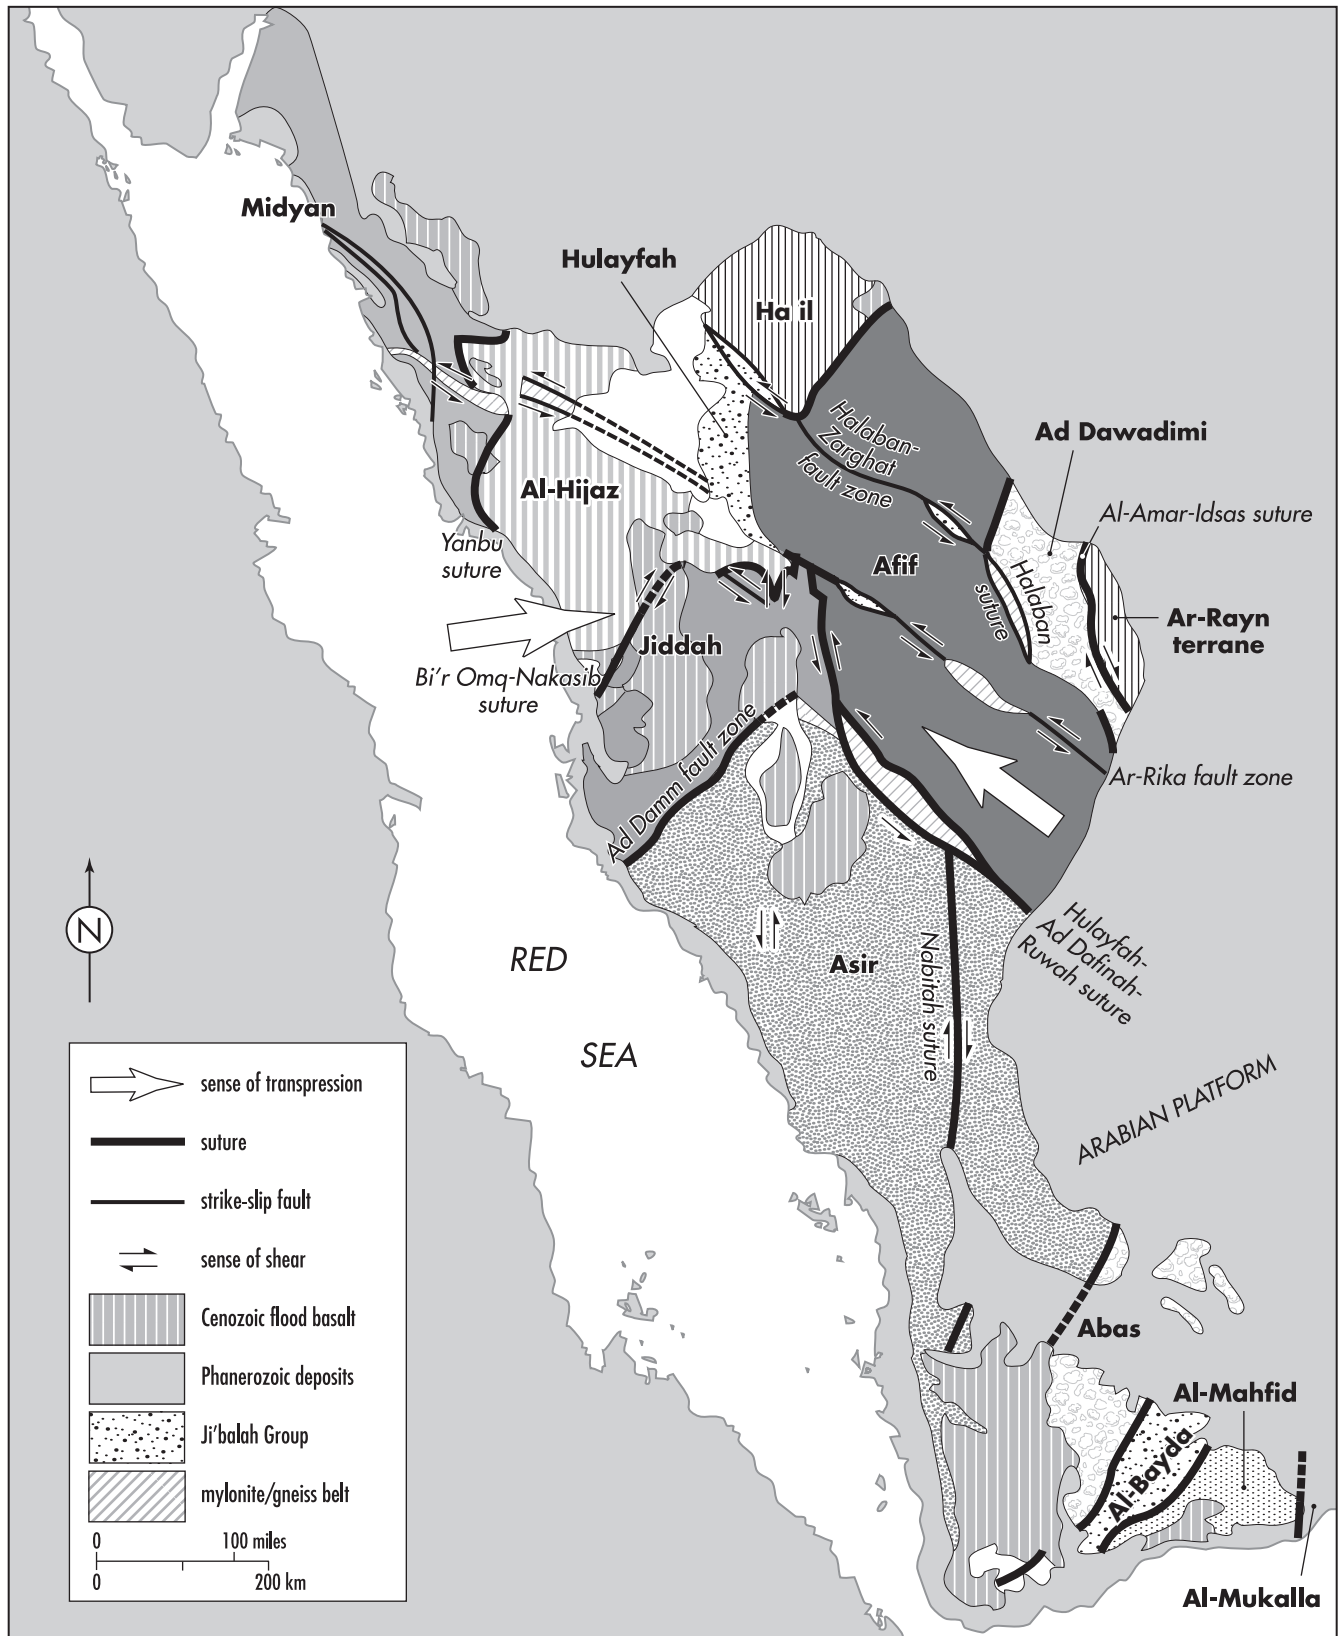 Midyan
Hulayfah
Ha il
Halaban-
Zarghat
fault zone
Ad Dawadimi
Al-Amar-Idsas suture
Al-Hijaz
Yanbu
suture
Afif
Halaban
suture
Ar-Rayn
terrane
Jiddah
Bi’r Omq-Nakasib
suture
Ad Damm fault zone
Ar-Rika fault zone
N
RED
SEA
Asir
Nabitah suture
Hulayfah-
Ad Dafinah-
Ruwah suture
ARABIAN PLATFORM
Abas
Al-Mahfid
Al-Bayda
Al-Mukalla
sense of transpression
suture
strike-slip fault
sense of shear
Cenozoic flood basalt
Phanerozoic deposits
Ji’balah Group
mylonite/gneiss belt
0 100 miles
0 200 km